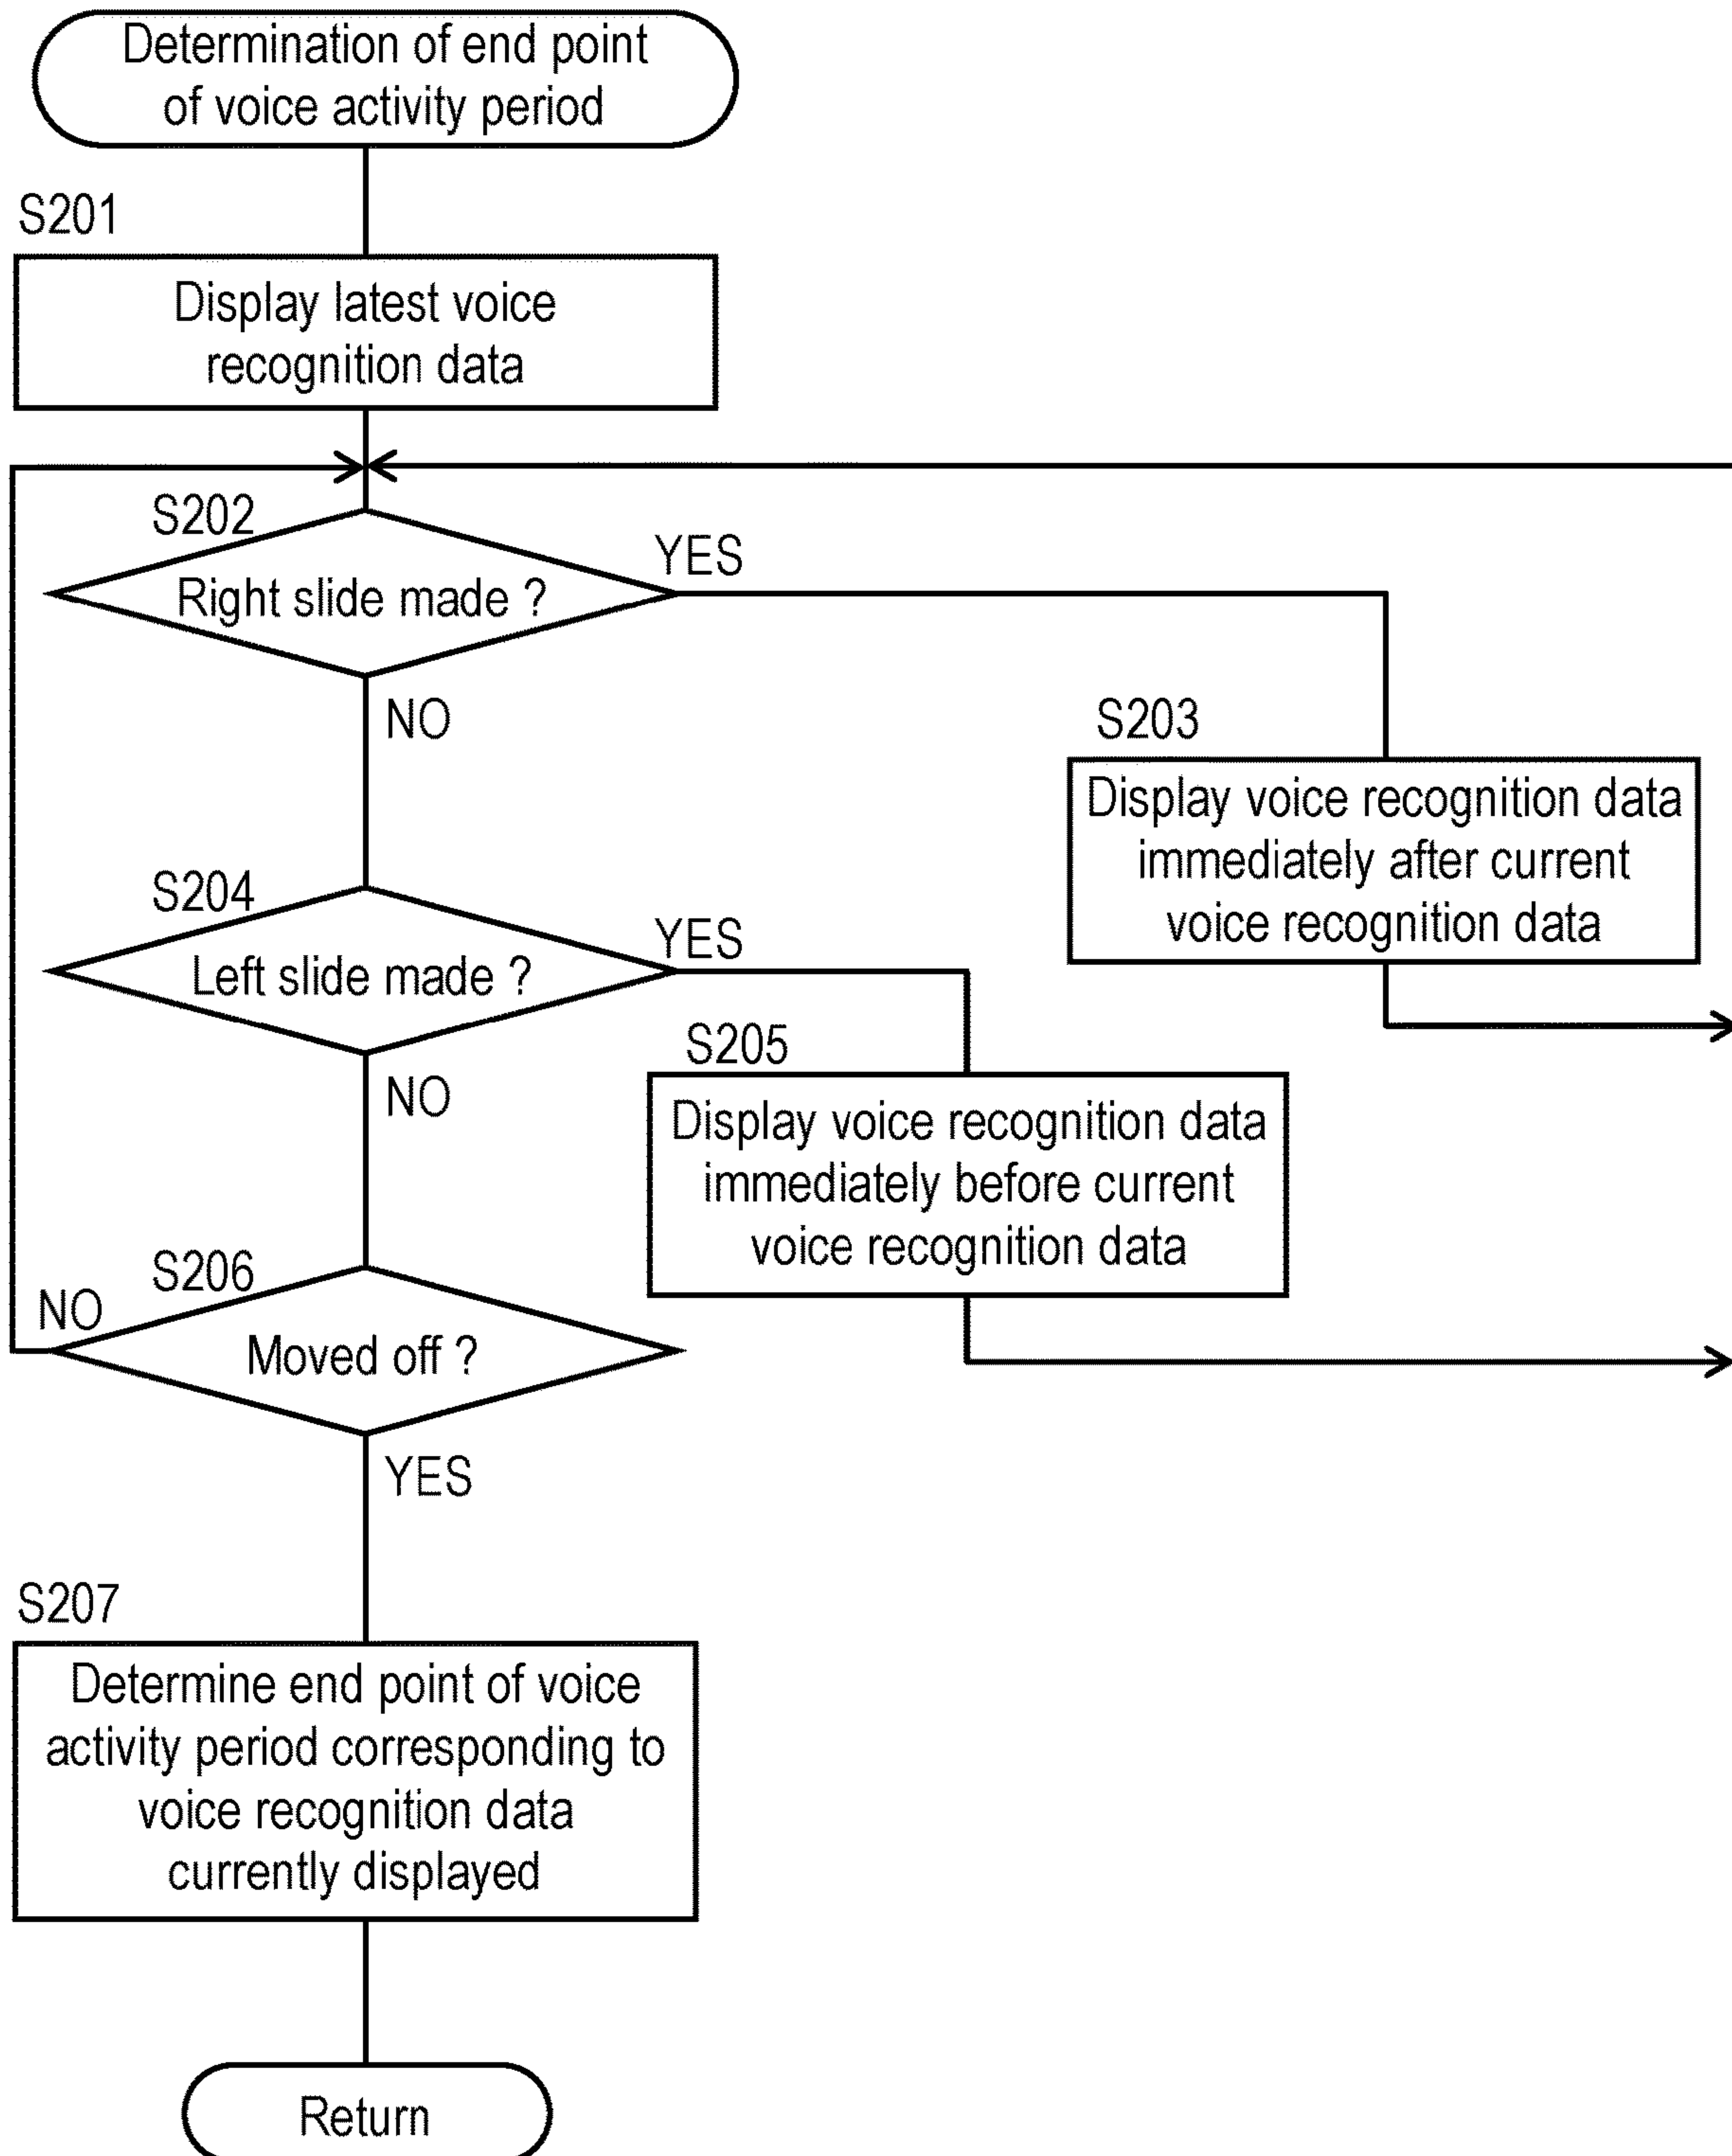 Determination of end point
of voice activity period
S201
Display latest voice
recognition data
S202
Right slide made ?
YES
NO
S203
Display voice recognition data
immediately after current
voice recognition data
S204
Left slide made ?
YES
NO
S205
Display voice recognition data
immediately before current
voice recognition data
S206
NO
Moved off ?
YES
S207
Determine end point of voice
activity period corresponding to
voice recognition data
currently displayed
Return